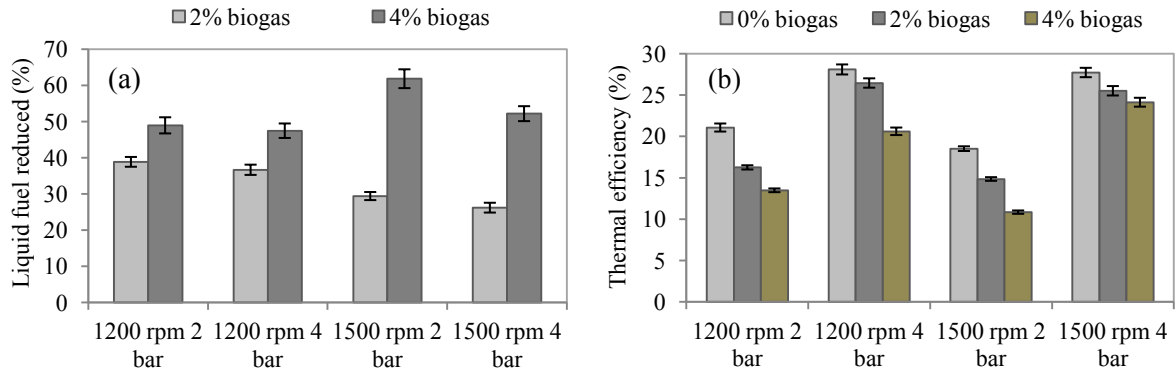 2% biogas 4% biogas
Liquid fuel reduced (%)
70
60
50
40
30
20
10
0
(a)
1200 rpm 2 bar
1200 rpm 4 bar
1500 rpm 2 bar
1500 rpm 4 bar
0% biogas 2% biogas 4% biogas
Thermal efficiency (%)
30
25
20
15
10
5
0
(b)
1200 rpm 2 bar
1200 rpm 4 bar
1500 rpm 2 bar
1500 rpm 4 bar